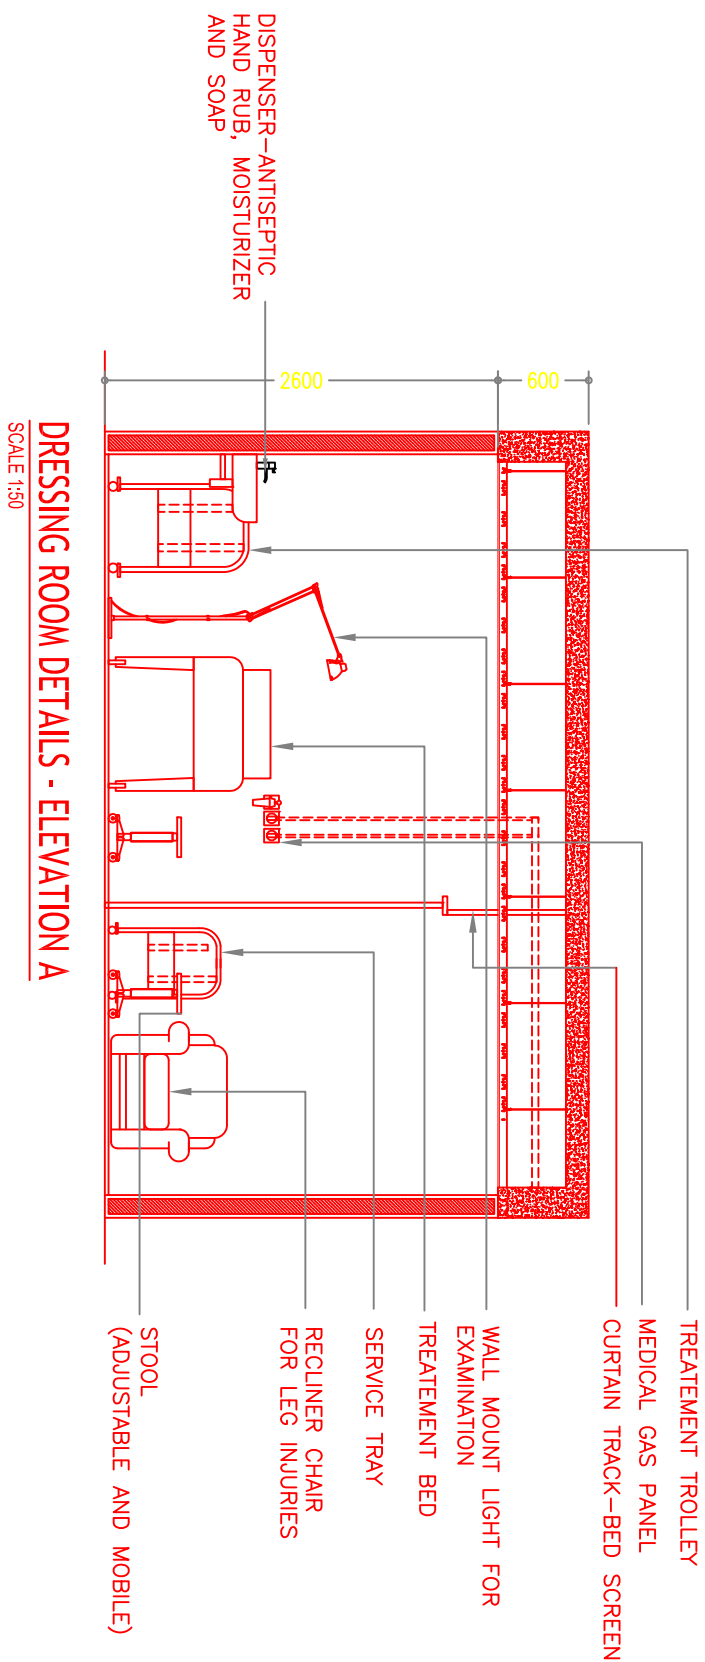 DISPENSER-ANTISEPTIC
HAND RUB, MOISTURIZER
AND SOAP
2600
600
TREATEMENT TROLLEY
MEDICAL GAS PANEL
CURTAIN TRACK-BED SCREEN
WALL MOUNT LIGHT FOR
EXAMINATION
TREATEMENT BED
SERVICE TRAY
RECLINER CHAIR
FOR LEG INJURIES
STOOL
(ADJUSTABLE AND MOBILE)
DRESSING ROOM DETAILS - ELEVATION A
SCALE 1:50